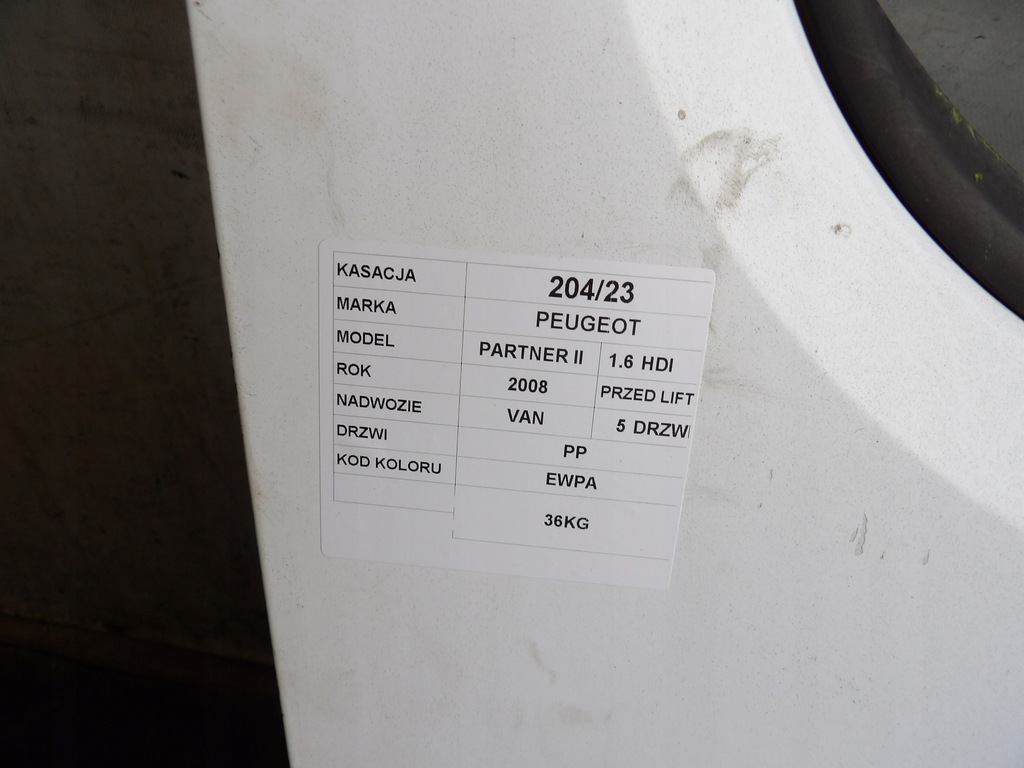 KASACJA 204/23
MARKA PEUGEOT
MODEL PARTNER II 1.6 HDI
ROK 2008 PRZED LIFT
NADWOZIE VAN 5 DRZWI
DRZWI PP
KOD KOLORU EWPA
36KG